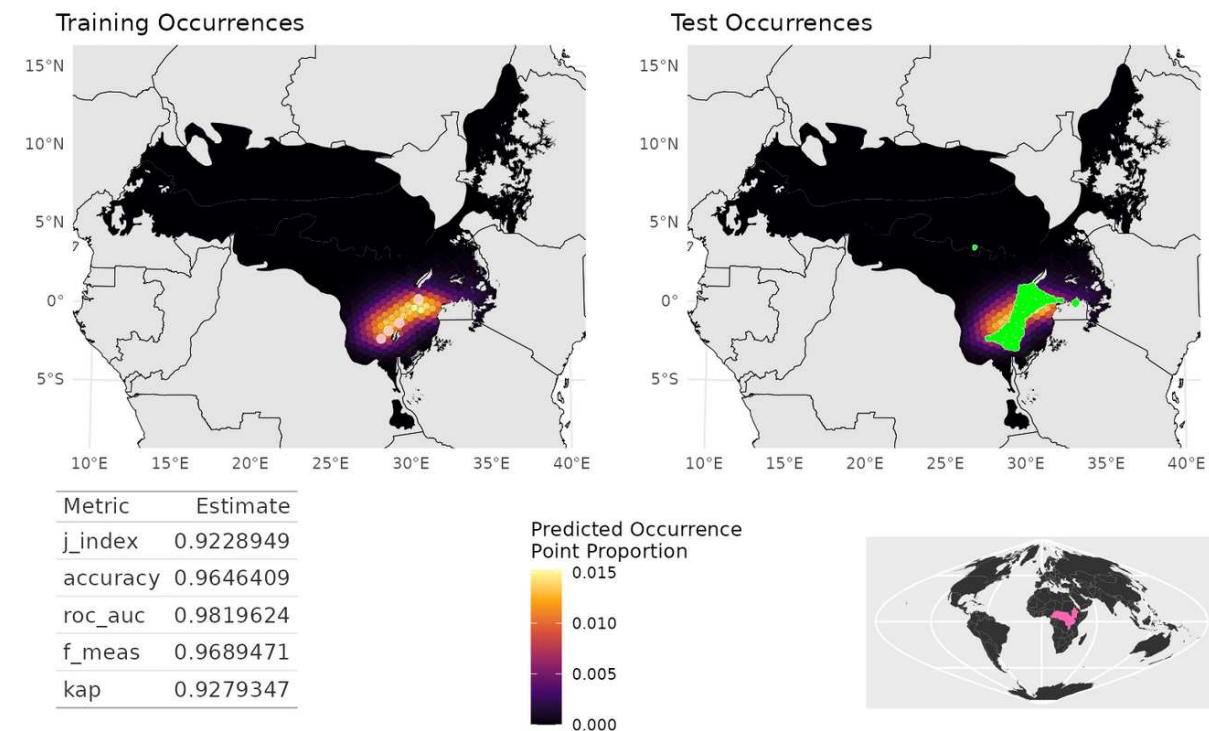 Training Occurrences
Test Occurrences
15°N
10°N
5°N
0°
5°S
10°E 15°E 20°E 25°E 30°E 35°E 40°E
15°N
10°N
5°N
0°
5°S
10°E 15°E 20°E 25°E 30°E 35°E 40°E
Metric Estimate
j_index 0.9228949
accuracy 0.9646409
roc_auc 0.9819624
f_meas 0.9689471
kap 0.9279347
Predicted Occurrence
Point Proportion
0.015
0.010
0.005
0.000